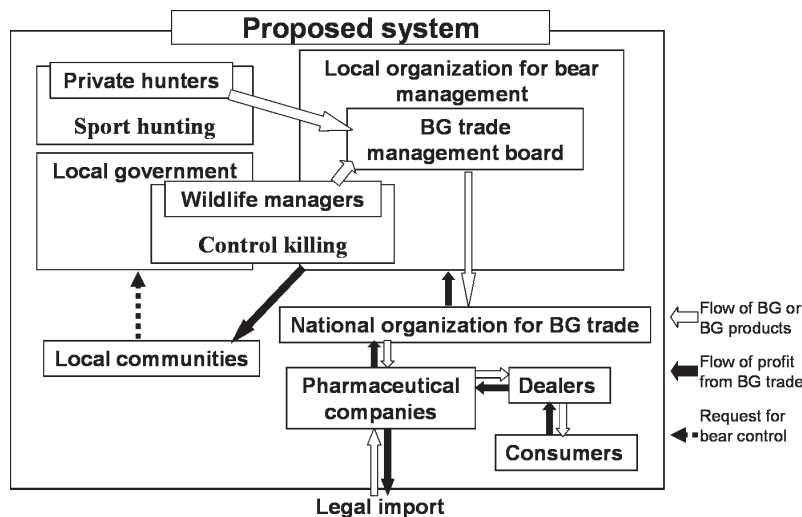 Proposed system
Private hunters
Sport hunting
Local organization for bear
management
BG trade
management board
Local government
Wildlife managers
Control killing
National organization for BG trade
Local communities
Pharmaceutical
companies
Dealers
Consumers
Legal import
Flow of BG or
BG products
Flow of profit
from BG trade
Request for
bear control